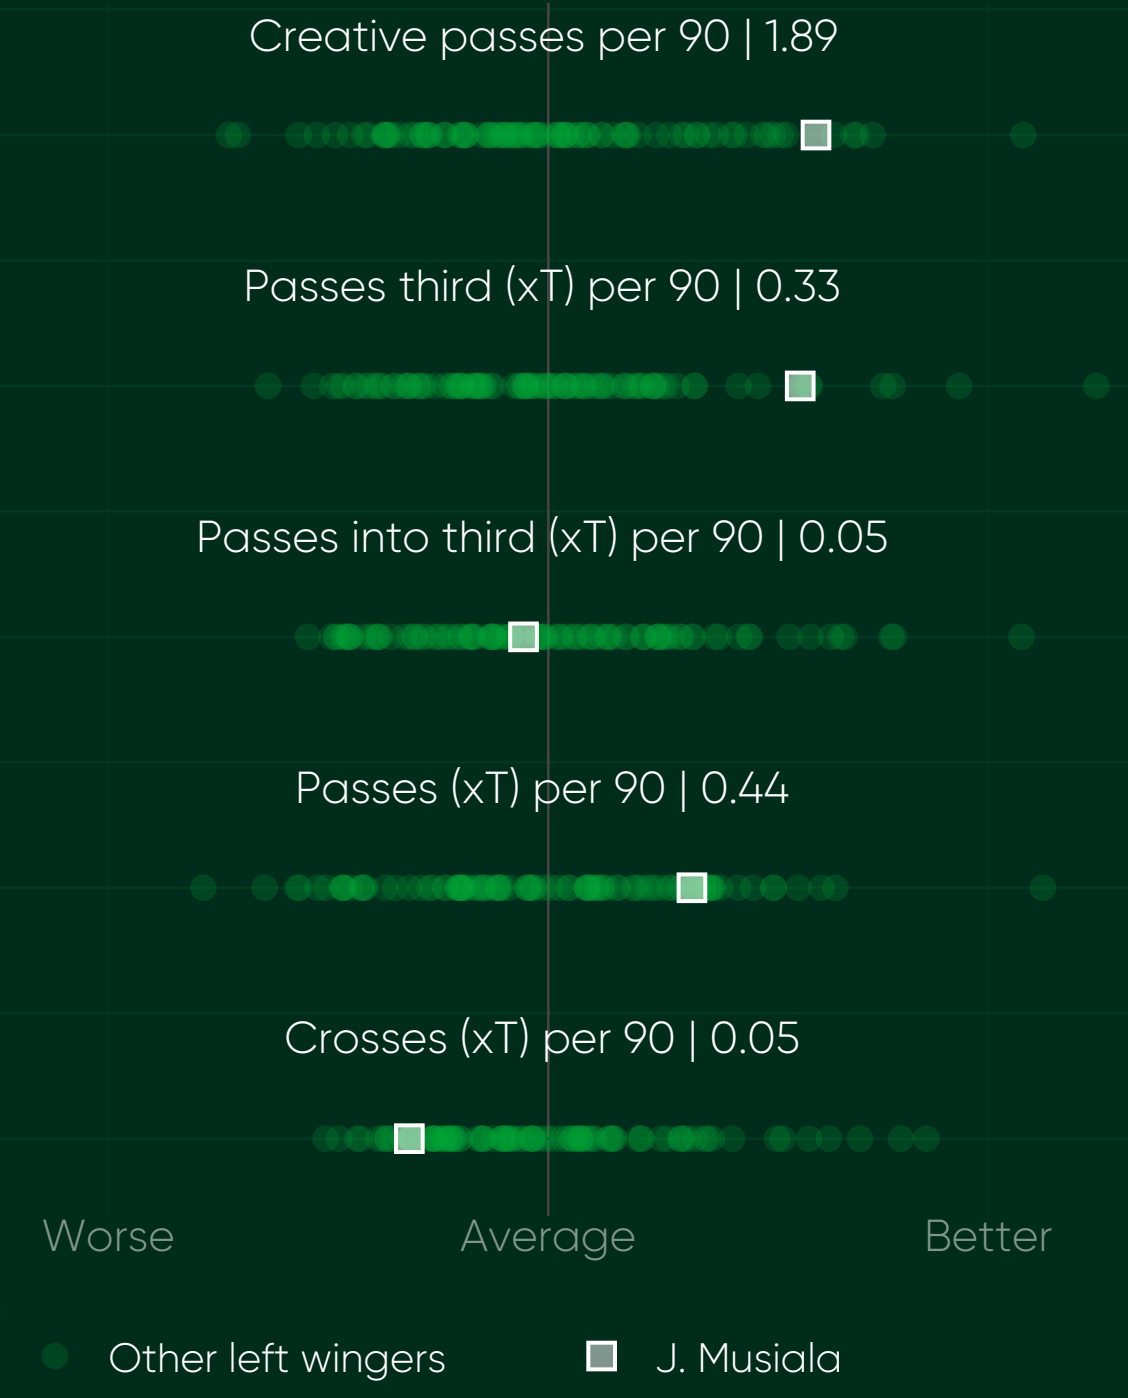 Creative passes per 90 | 1.89
Passes third (xT) per 90 | 0.33
Passes into third (xT) per 90 | 0.05
Passes (xT) per 90 | 0.44
Crosses (xT) per 90 | 0.05
Worse Average Better
Other left wingers J. Musiala